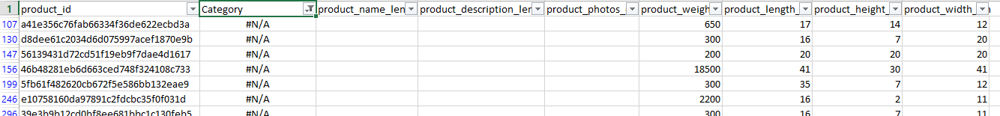 1 product_id Category product_name_len product_description_ler product_photos_ product_weigh product_length_ product_height_ product_width_
107 a41e356c76fab66334f36de622ecbd3a #N/A 650 17 14 12
130 d8dee61c2034d6d075997acef1870e9b #N/A 300 16 7 20
147 56139431d72cd51f19eb9f7dae4d1617 #N/A 200 20 20 20
156 46b48281eb6d663ced748f324108c733 #N/A 18500 41 30 41
199 5fb61f482620cb672f5e586bb132eae9 #N/A 300 35 7 12
246 e10758160da97891c2fdcbc35f0f031d #N/A 2200 16 2 11
296 39e3b9b12cd0bf8ee681bbc1c130feb5 #N/A 300 16 7 11